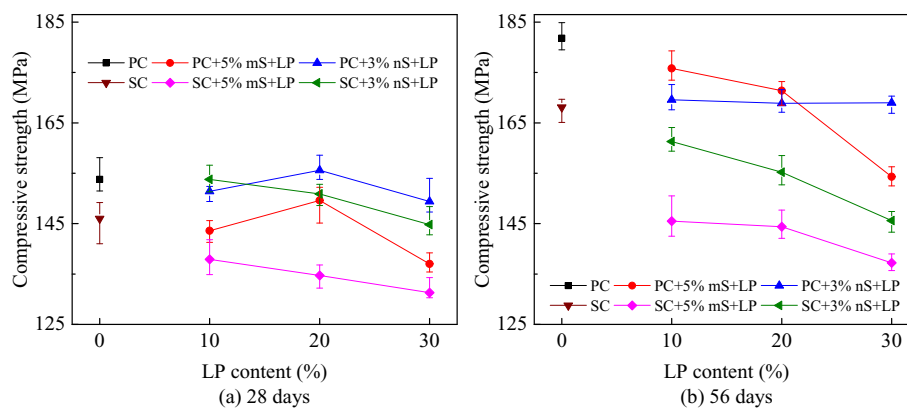 185
165
145
125
Compressive strength (MPa)
PC PC+5% mS+LP PC+3% nS+LP
SC SC+5% mS+LP SC+3% nS+LP
0 10 20 30
LP content (%)
(a) 28 days
185
165
145
125
Compressive strength (MPa)
PC PC+5% mS+LP PC+3% nS+LP
SC SC+5% mS+LP SC+3% nS+LP
0 10 20 30
LP content (%)
(b) 56 days